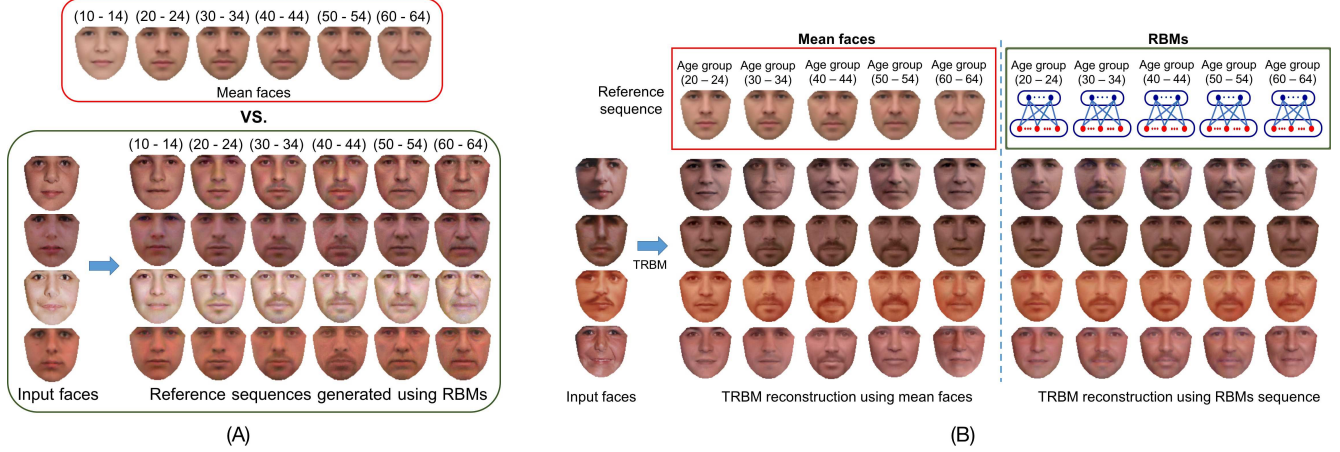 (10 - 14) (20 - 24) (30 - 34) (40 - 44) (50 - 54) (60 - 64)
Mean faces
VS.
(10 - 14) (20 - 24) (30 - 34) (40 - 44) (50 - 54) (60 - 64)
Input faces
Reference sequences generated using RBMs
(A)
Mean faces
RBMs
Reference sequence
Age group (20 – 24)
Age group (30 – 34)
Age group (40 – 44)
Age group (50 – 54)
Age group (60 – 64)
Age group (20 – 24)
Age group (30 – 34)
Age group (40 – 44)
Age group (50 – 54)
Age group (60 – 64)
TRBM
Input faces
TRBM reconstruction using mean faces
TRBM reconstruction using RBMs sequence
(B)